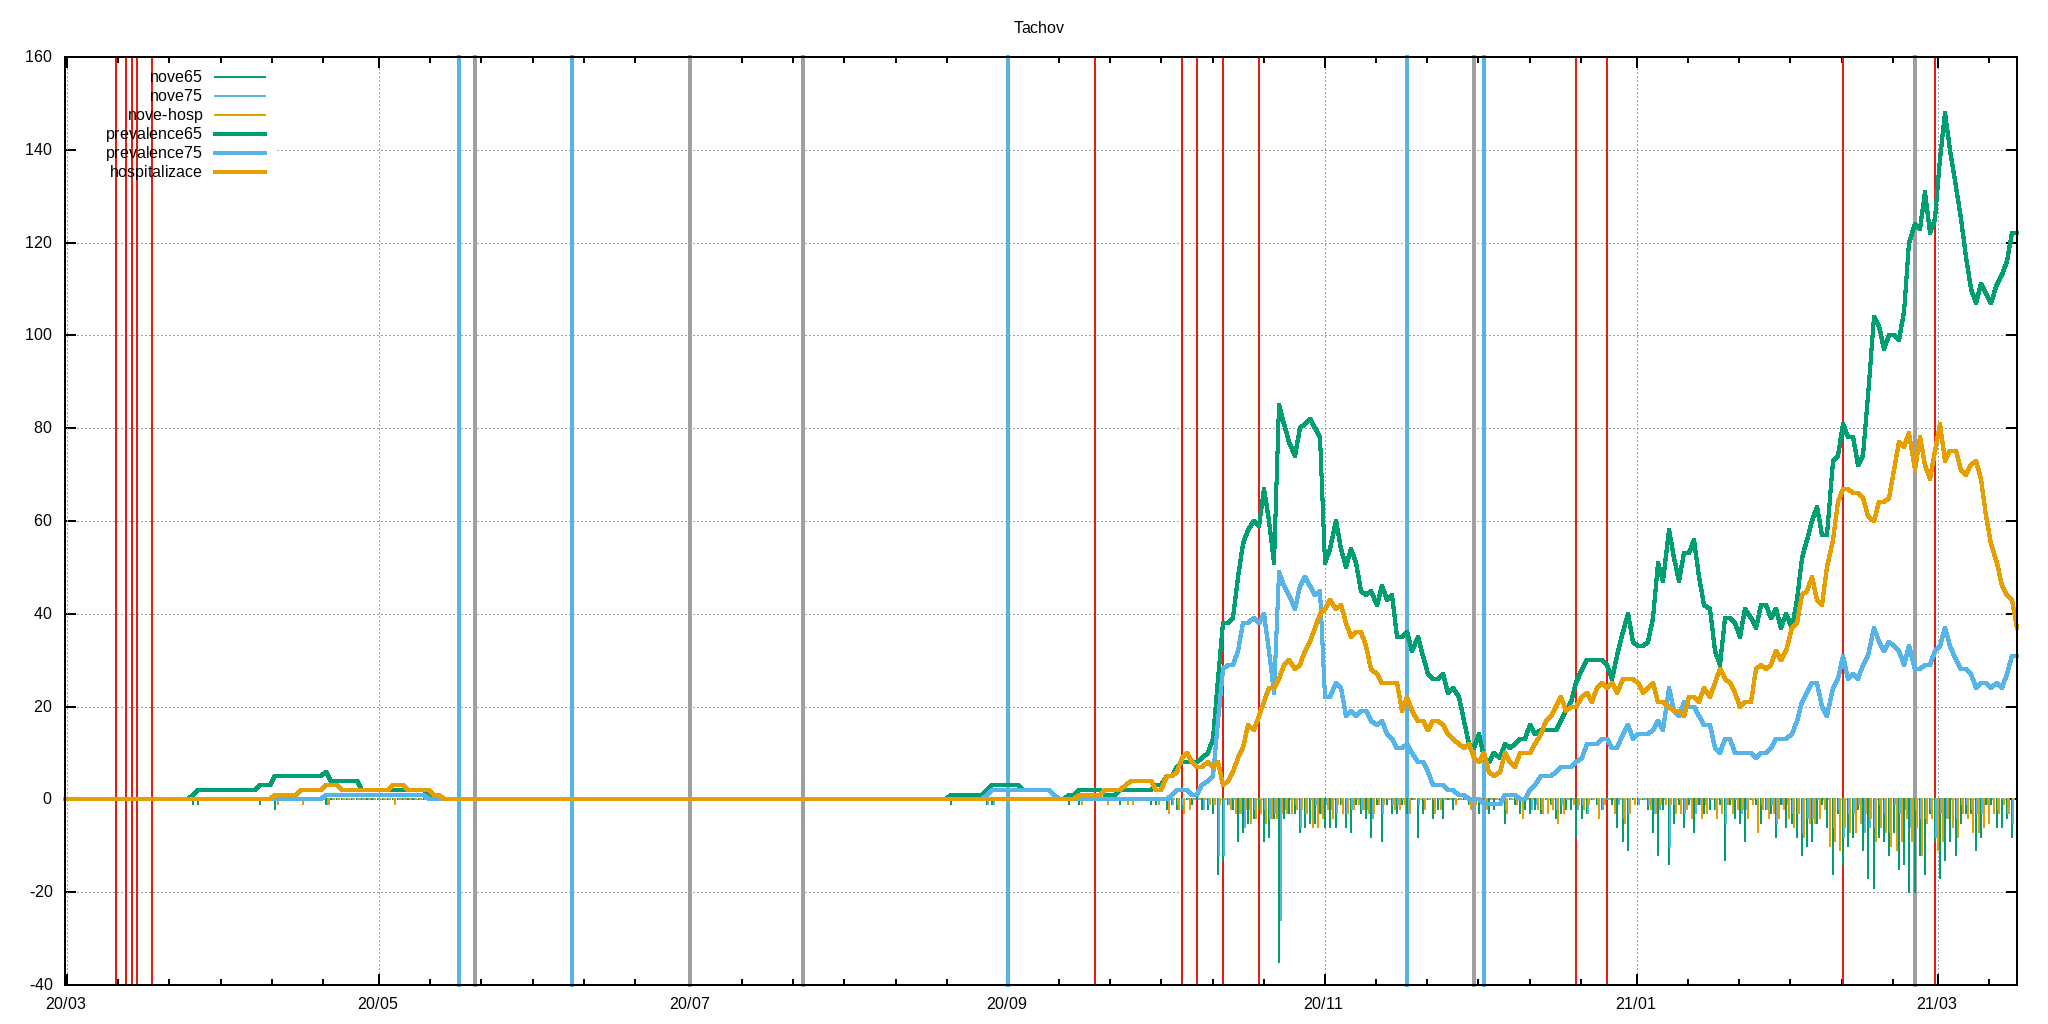 Tachov
160
140
120
100
80
60
40
20
0
-20
-40
nove65
nove75
nove-hosp
prevalence65
prevalence75
hospitalizace
20/03 20/05 20/07 20/09 20/11 21/01 21/03